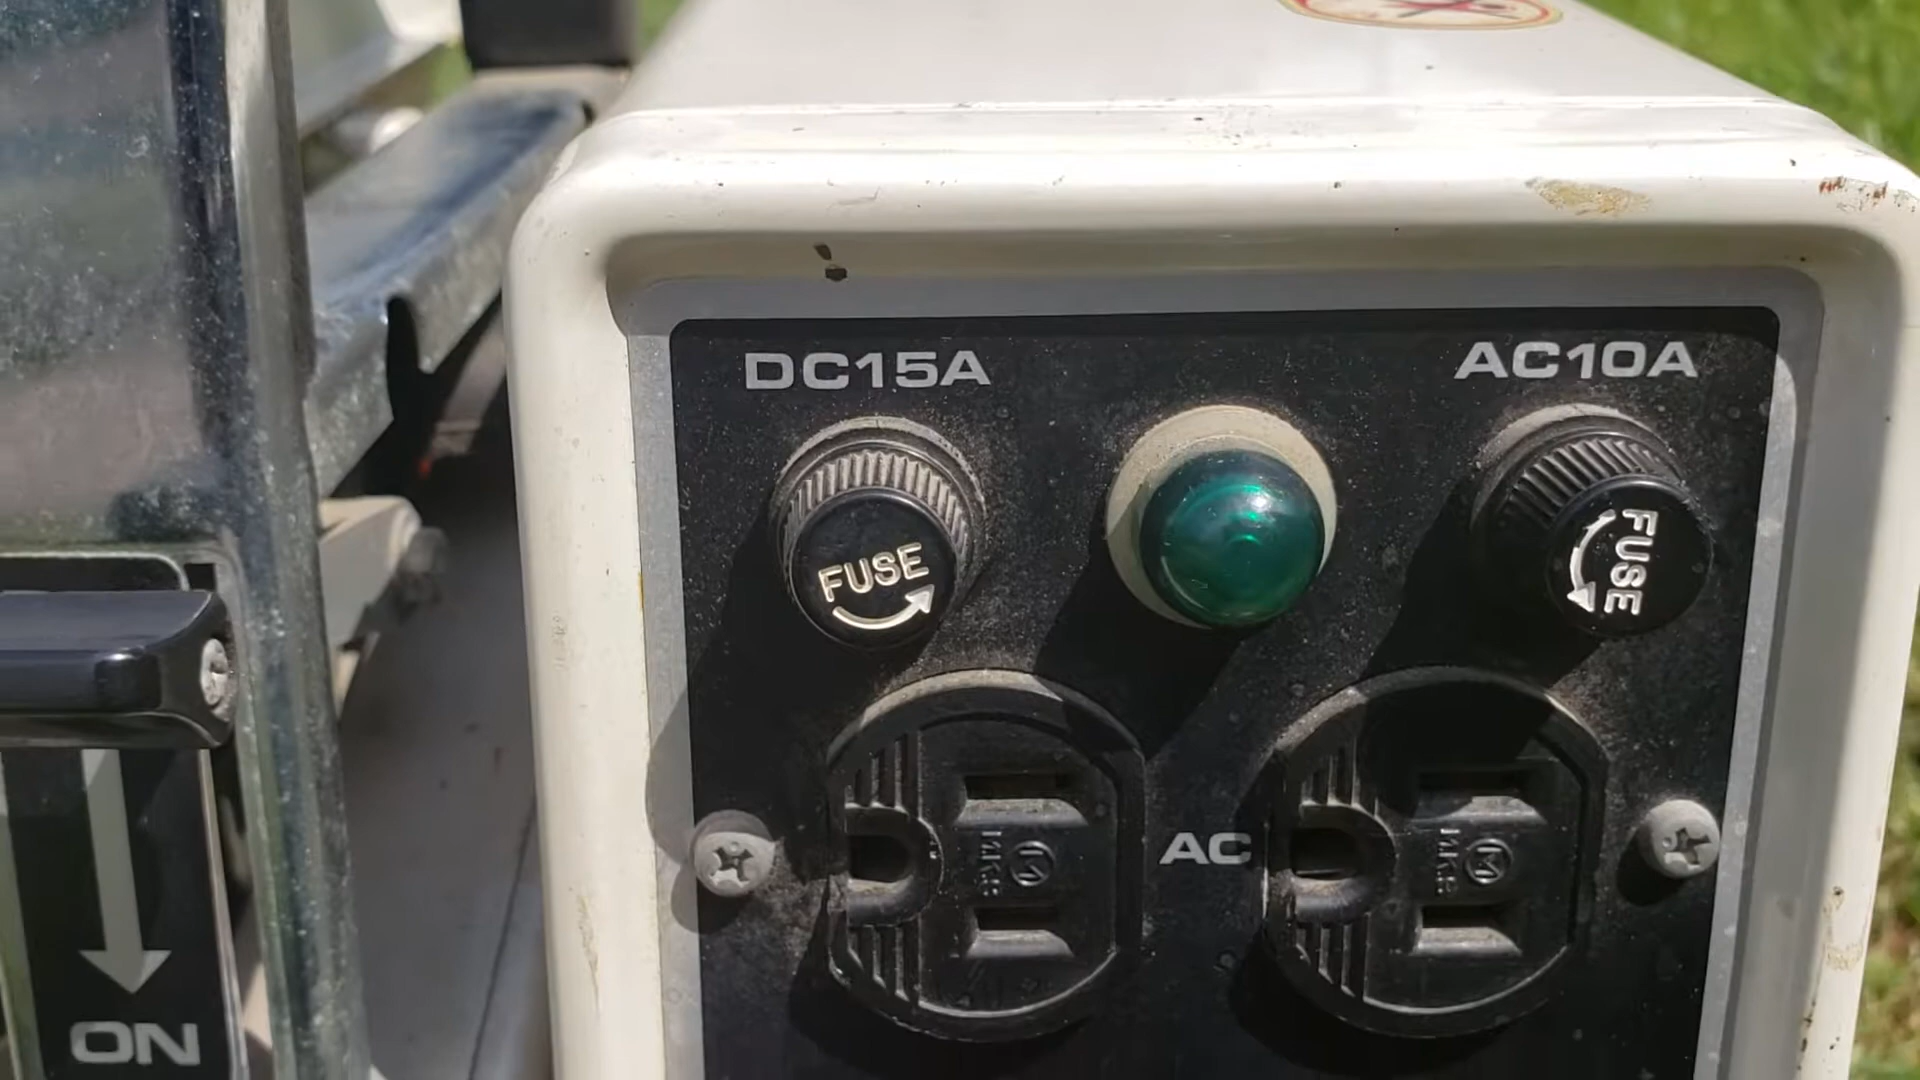 DC15A
AC10A
FUSE
FUSE
AC
ON